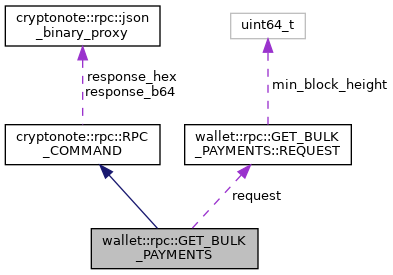 cryptonote::rpc::json
_binary_proxy
uint64_t
response_hex
response_b64
min_block_height
cryptonote::rpc::RPC
_COMMAND
wallet::rpc::GET_BULK
_PAYMENTS::REQUEST
request
wallet::rpc::GET_BULK
_PAYMENTS